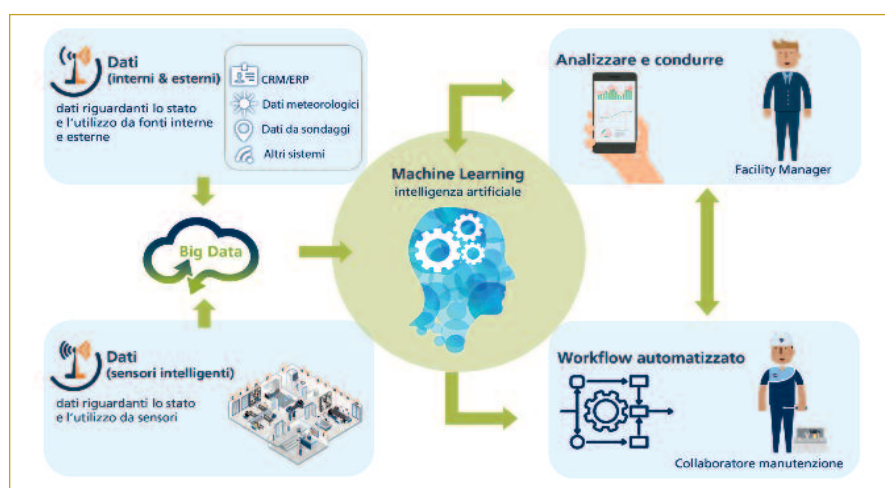 Dati
(interni & esterni)
dati riguardanti lo stato
e l'utilizzo da fonti interne
e esterne
CRM/ERP
Dati meteorologici
Dati da sondaggi
Altri sistemi
Big Data
Dati
(sensori intelligenti)
dati riguardanti lo stato
e l'utilizzo da sensori
Machine Learning
intelligenza artificiale
Analizzare e condurre
Facility Manager
Workflow automatizzato
Collaboratore manutenzione